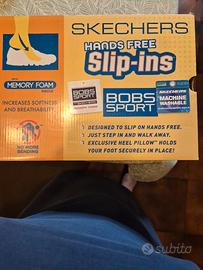 SKECHERS
HANDS FREE
Slip-ins
MEMORY FOAM
INCREASES SOFTNESS
AND BREATHABILITY
NO MORE
BENDING
BOBS
SPORT
BOBS
SPORT
SKECHERS
MACHINE
WASHABLE
DESIGNED TO SLIP ON HANDS FREE.
JUST STEP IN AND WALK AWAY.
EXCLUSIVE HEEL PILLOW™ HOLDS
YOUR FOOT SECURELY IN PLACE!
subito